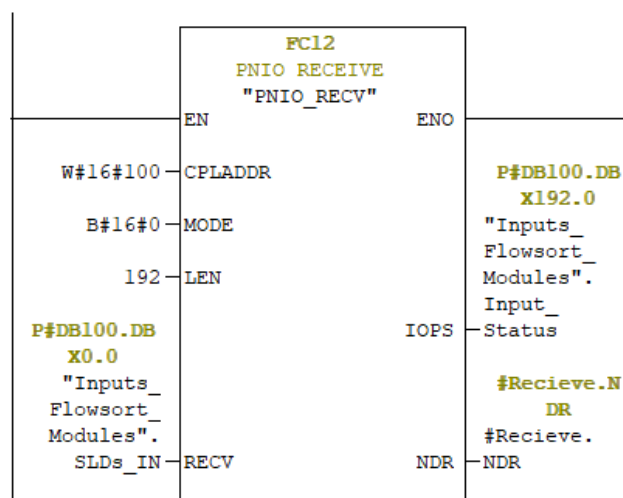 FC12
PNIO RECEIVE
"PNIO_RECV"
EN ENO
W#16#100 CPLADDR
P#DB100.DB
X192.0
"Inputs_
Flowsort_
Modules".
Input_
Status
B#16#0 MODE
192 LEN
IOPS
P#DB100.DB
X0.0
"Inputs_
Flowsort_
Modules".
SLDs_IN RECV
#Recieve.N
DR
#Recieve.
NDR NDR